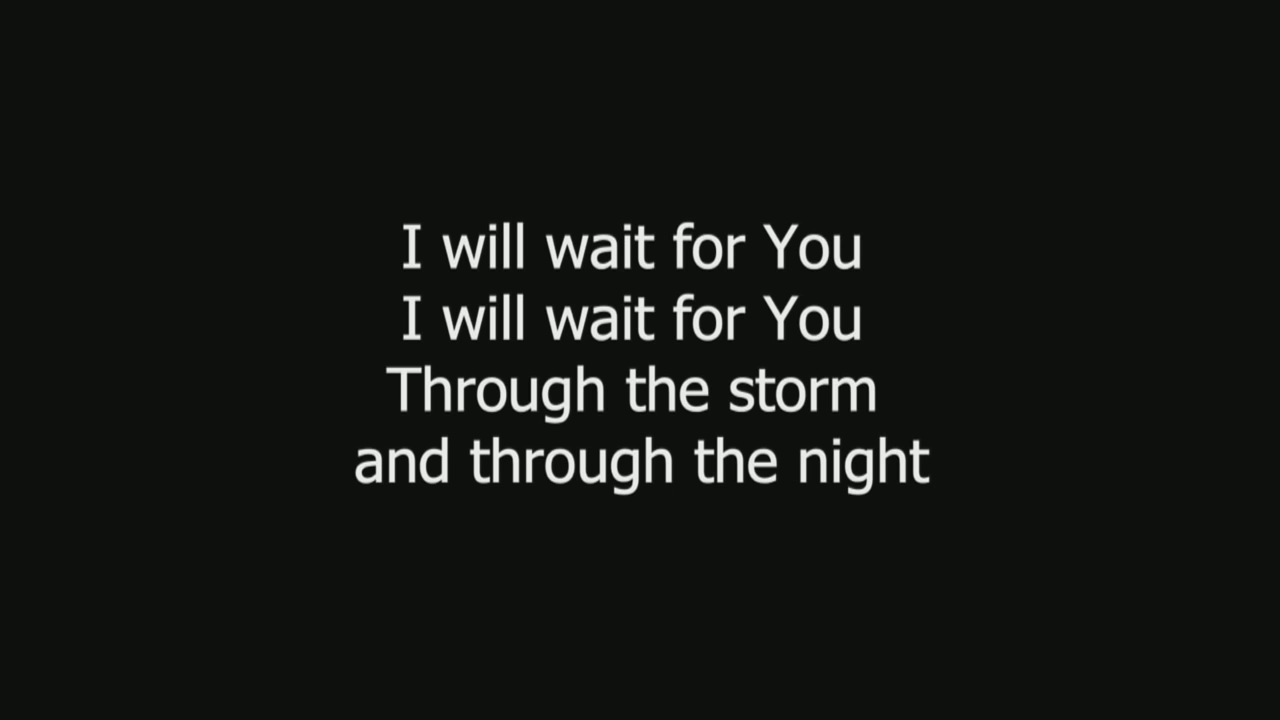 I will wait for You
I will wait for You
Through the storm
and through the night